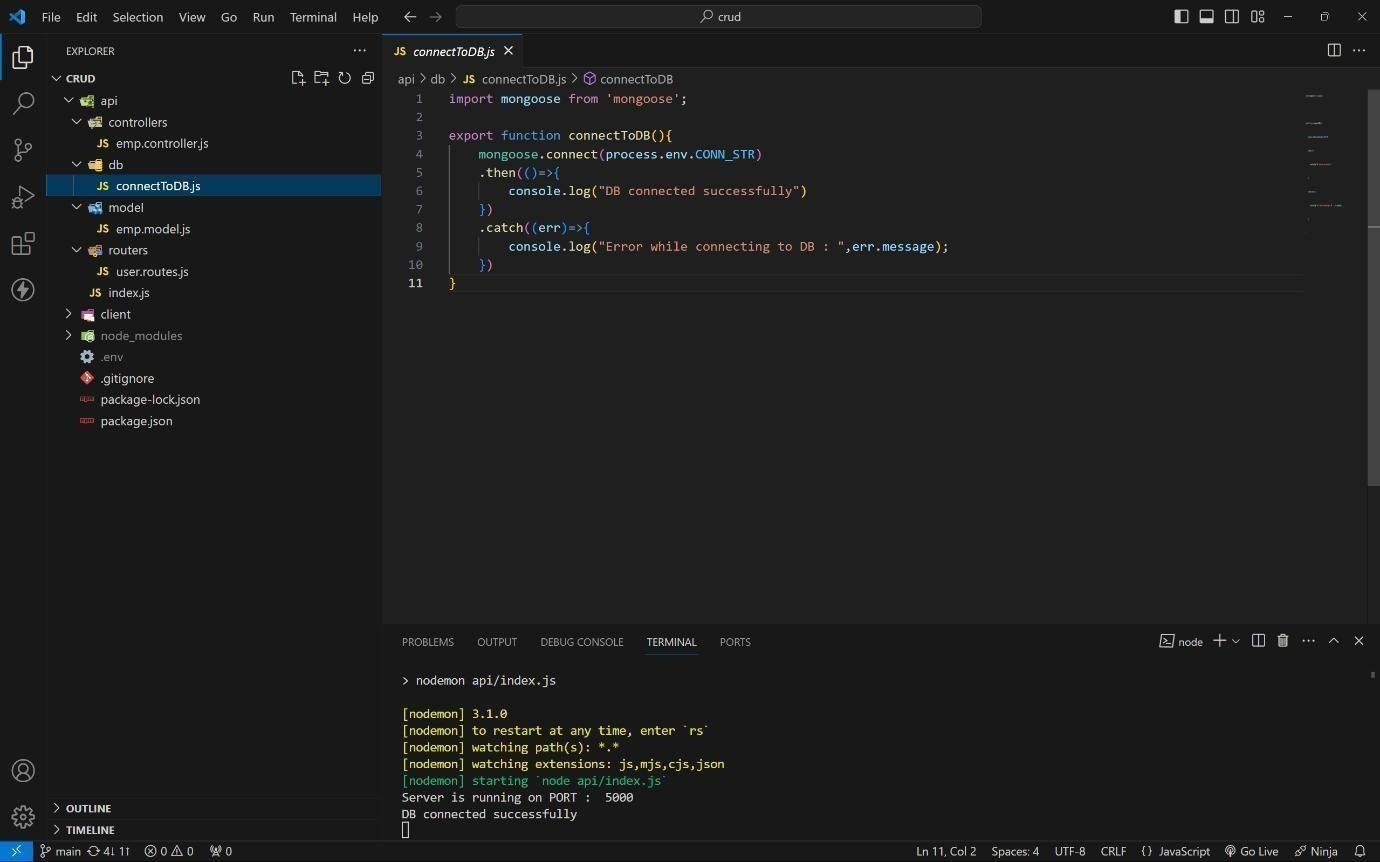 File Edit Selection View Go Run Terminal Help
crud
EXPLORER
CRUD
api
controllers
JS emp.controller.js
db
JS connectToDB.js
model
JS emp.model.js
routers
JS user.routes.js
JS index.js
client
node_modules
.env
.gitignore
package-lock.json
package.json
OUTLINE
TIMELINE
JS connectToDB.js
api > db > JS connectToDB.js > connectToDB
1 import mongoose from 'mongoose';
2
3 export function connectToDB(){
4 mongoose.connect(process.env.CONN_STR)
5 .then(()=>{
6 console.log("DB connected successfully")
7 })
8 .catch((err)=>{
9 console.log("Error while connecting to DB : ",err.message);
10 })
11 }
PROBLEMS OUTPUT DEBUG CONSOLE TERMINAL PORTS
node
> nodemon api/index.js
[nodemon] 3.1.0
[nodemon] to restart at any time, enter `rs`
[nodemon] watching path(s): *.*
[nodemon] watching extensions: js,mjs,cjs,json
[nodemon] starting `node api/index.js`
Server is running on PORT :  5000
DB connected successfully
main 4↓ 1↑ 0 0 0 Ln 11, Col 2 Spaces: 4 UTF-8 CRLF {} JavaScript Go Live Ninja